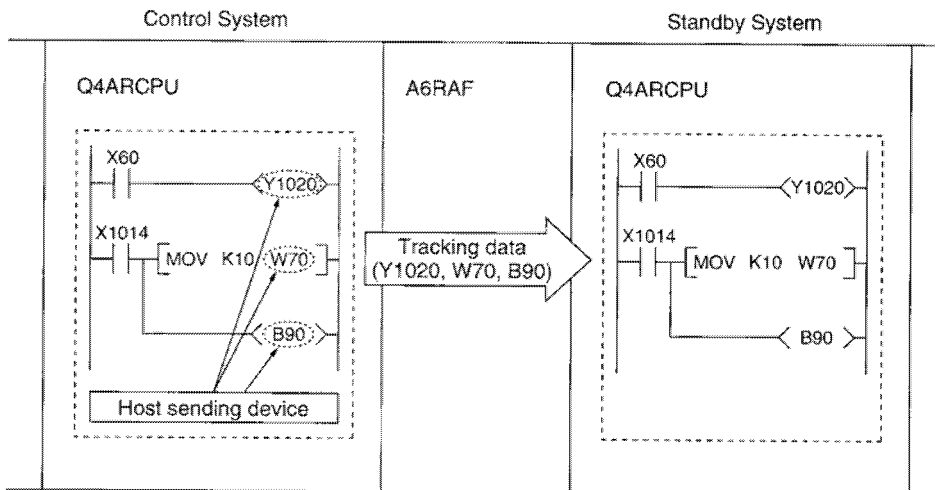 Control System
Standby System
Q4ARCPU
A6RAF
Q4ARCPU
X60
Y1020
X1014
MOV K10 W70
B90
Host sending device
Tracking data
(Y1020, W70, B90)
X60
Y1020
X1014
MOV K10 W70
B90